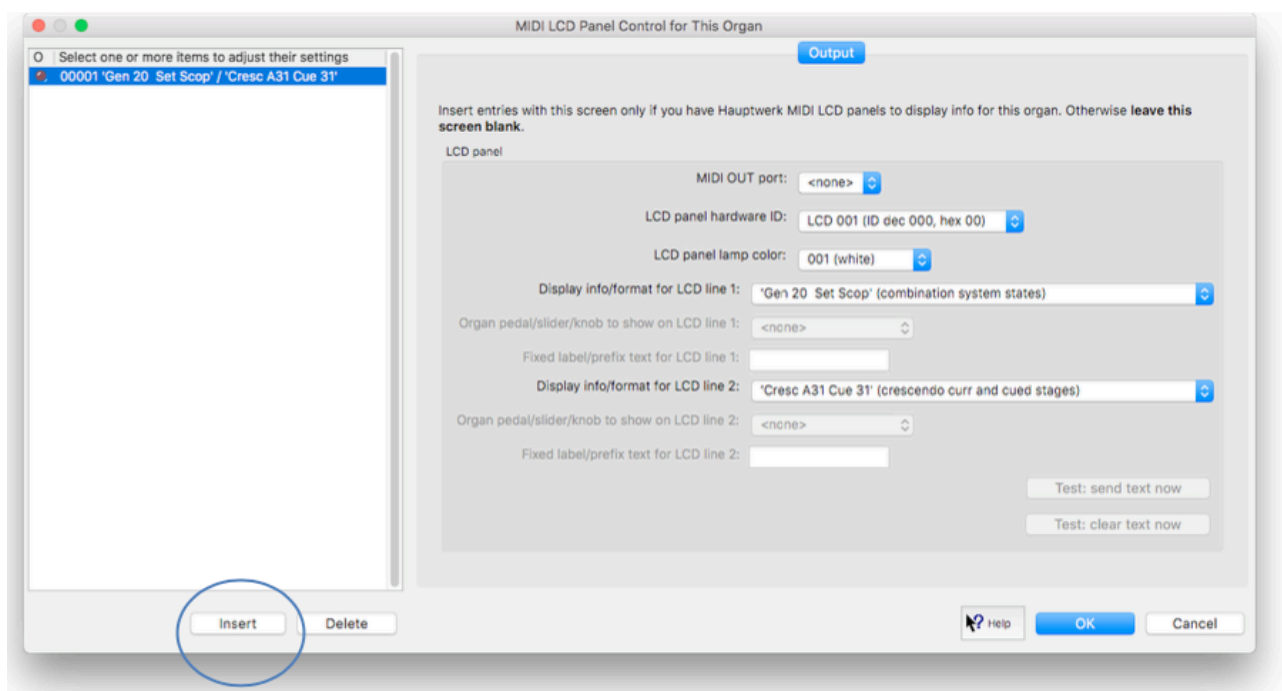 MIDI LCD Panel Control for This Organ
O Select one or more items to adjust their settings
00001 'Gen 20  Set Scop' / 'Cresc A31 Cue 31'
Output
Insert entries with this screen only if you have Hauptwerk MIDI LCD panels to display info for this organ. Otherwise leave this
screen blank.
LCD panel
MIDI OUT port: <none>
LCD panel hardware ID: LCD 001 (ID dec 000, hex 00)
LCD panel lamp color: 001 (white)
Display info/format for LCD line 1: 'Gen 20  Set Scop' (combination system states)
Organ pedal/slider/knob to show on LCD line 1: <none>
Fixed label/prefix text for LCD line 1:
Display info/format for LCD line 2: 'Cresc A31 Cue 31' (crescendo curr and cued stages)
Organ pedal/slider/knob to show on LCD line 2: <none>
Fixed label/prefix text for LCD line 2:
Test: send text now
Test: clear text now
Insert Delete Help OK Cancel